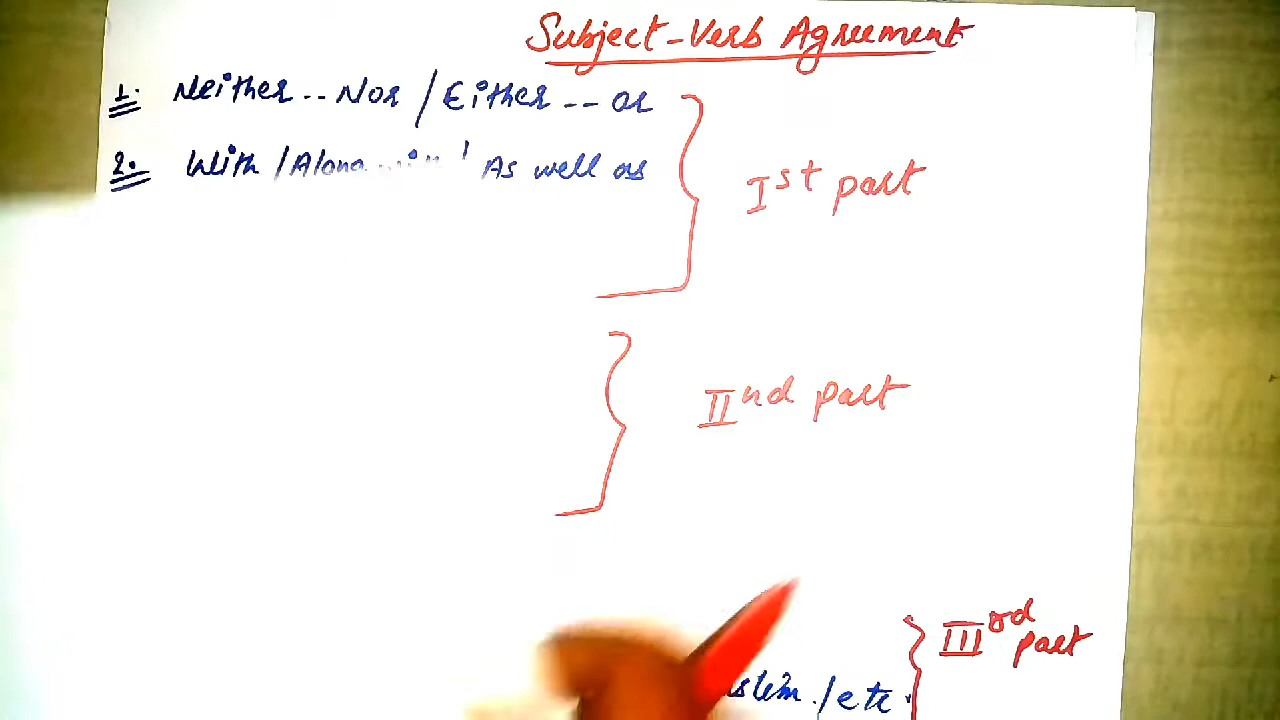 Subject-Verb Agreement
1. Neither -- Nor / Either -- or
2. With / As well as
Ist part
IInd part
IIIrd part
/etc.